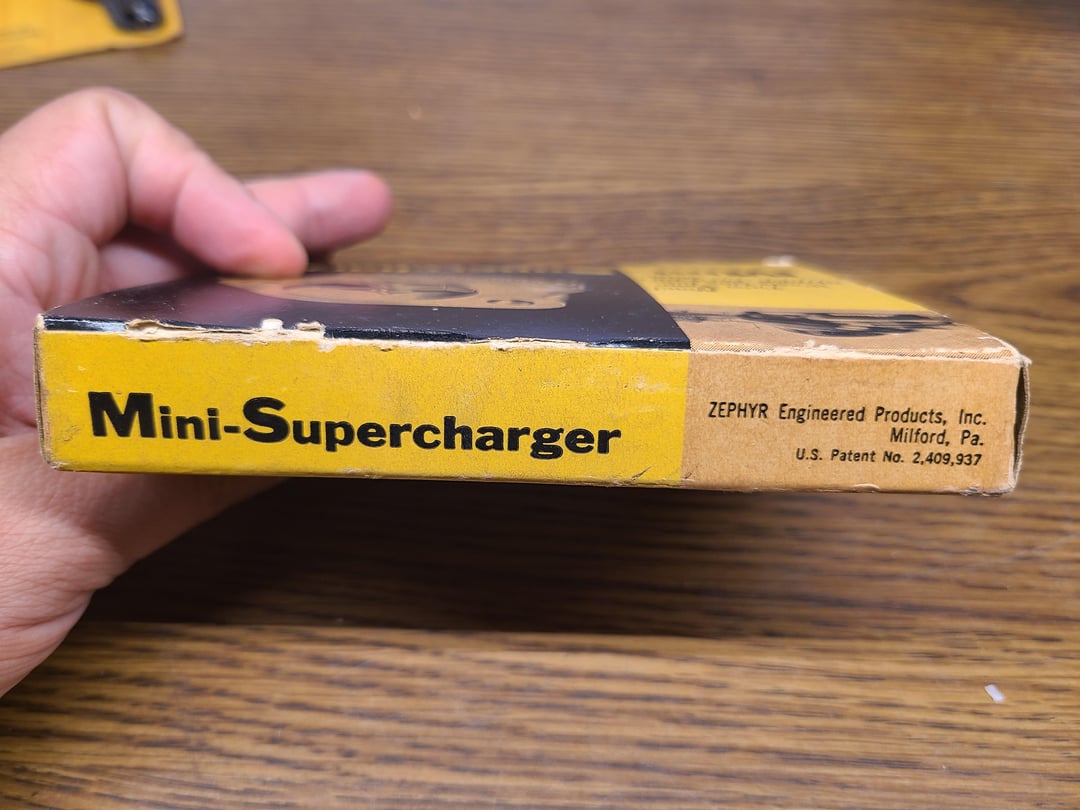 Mini-Supercharger
ZEPHYR Engineered Products, Inc.
Milford, Pa.
U.S. Patent No. 2,409,937